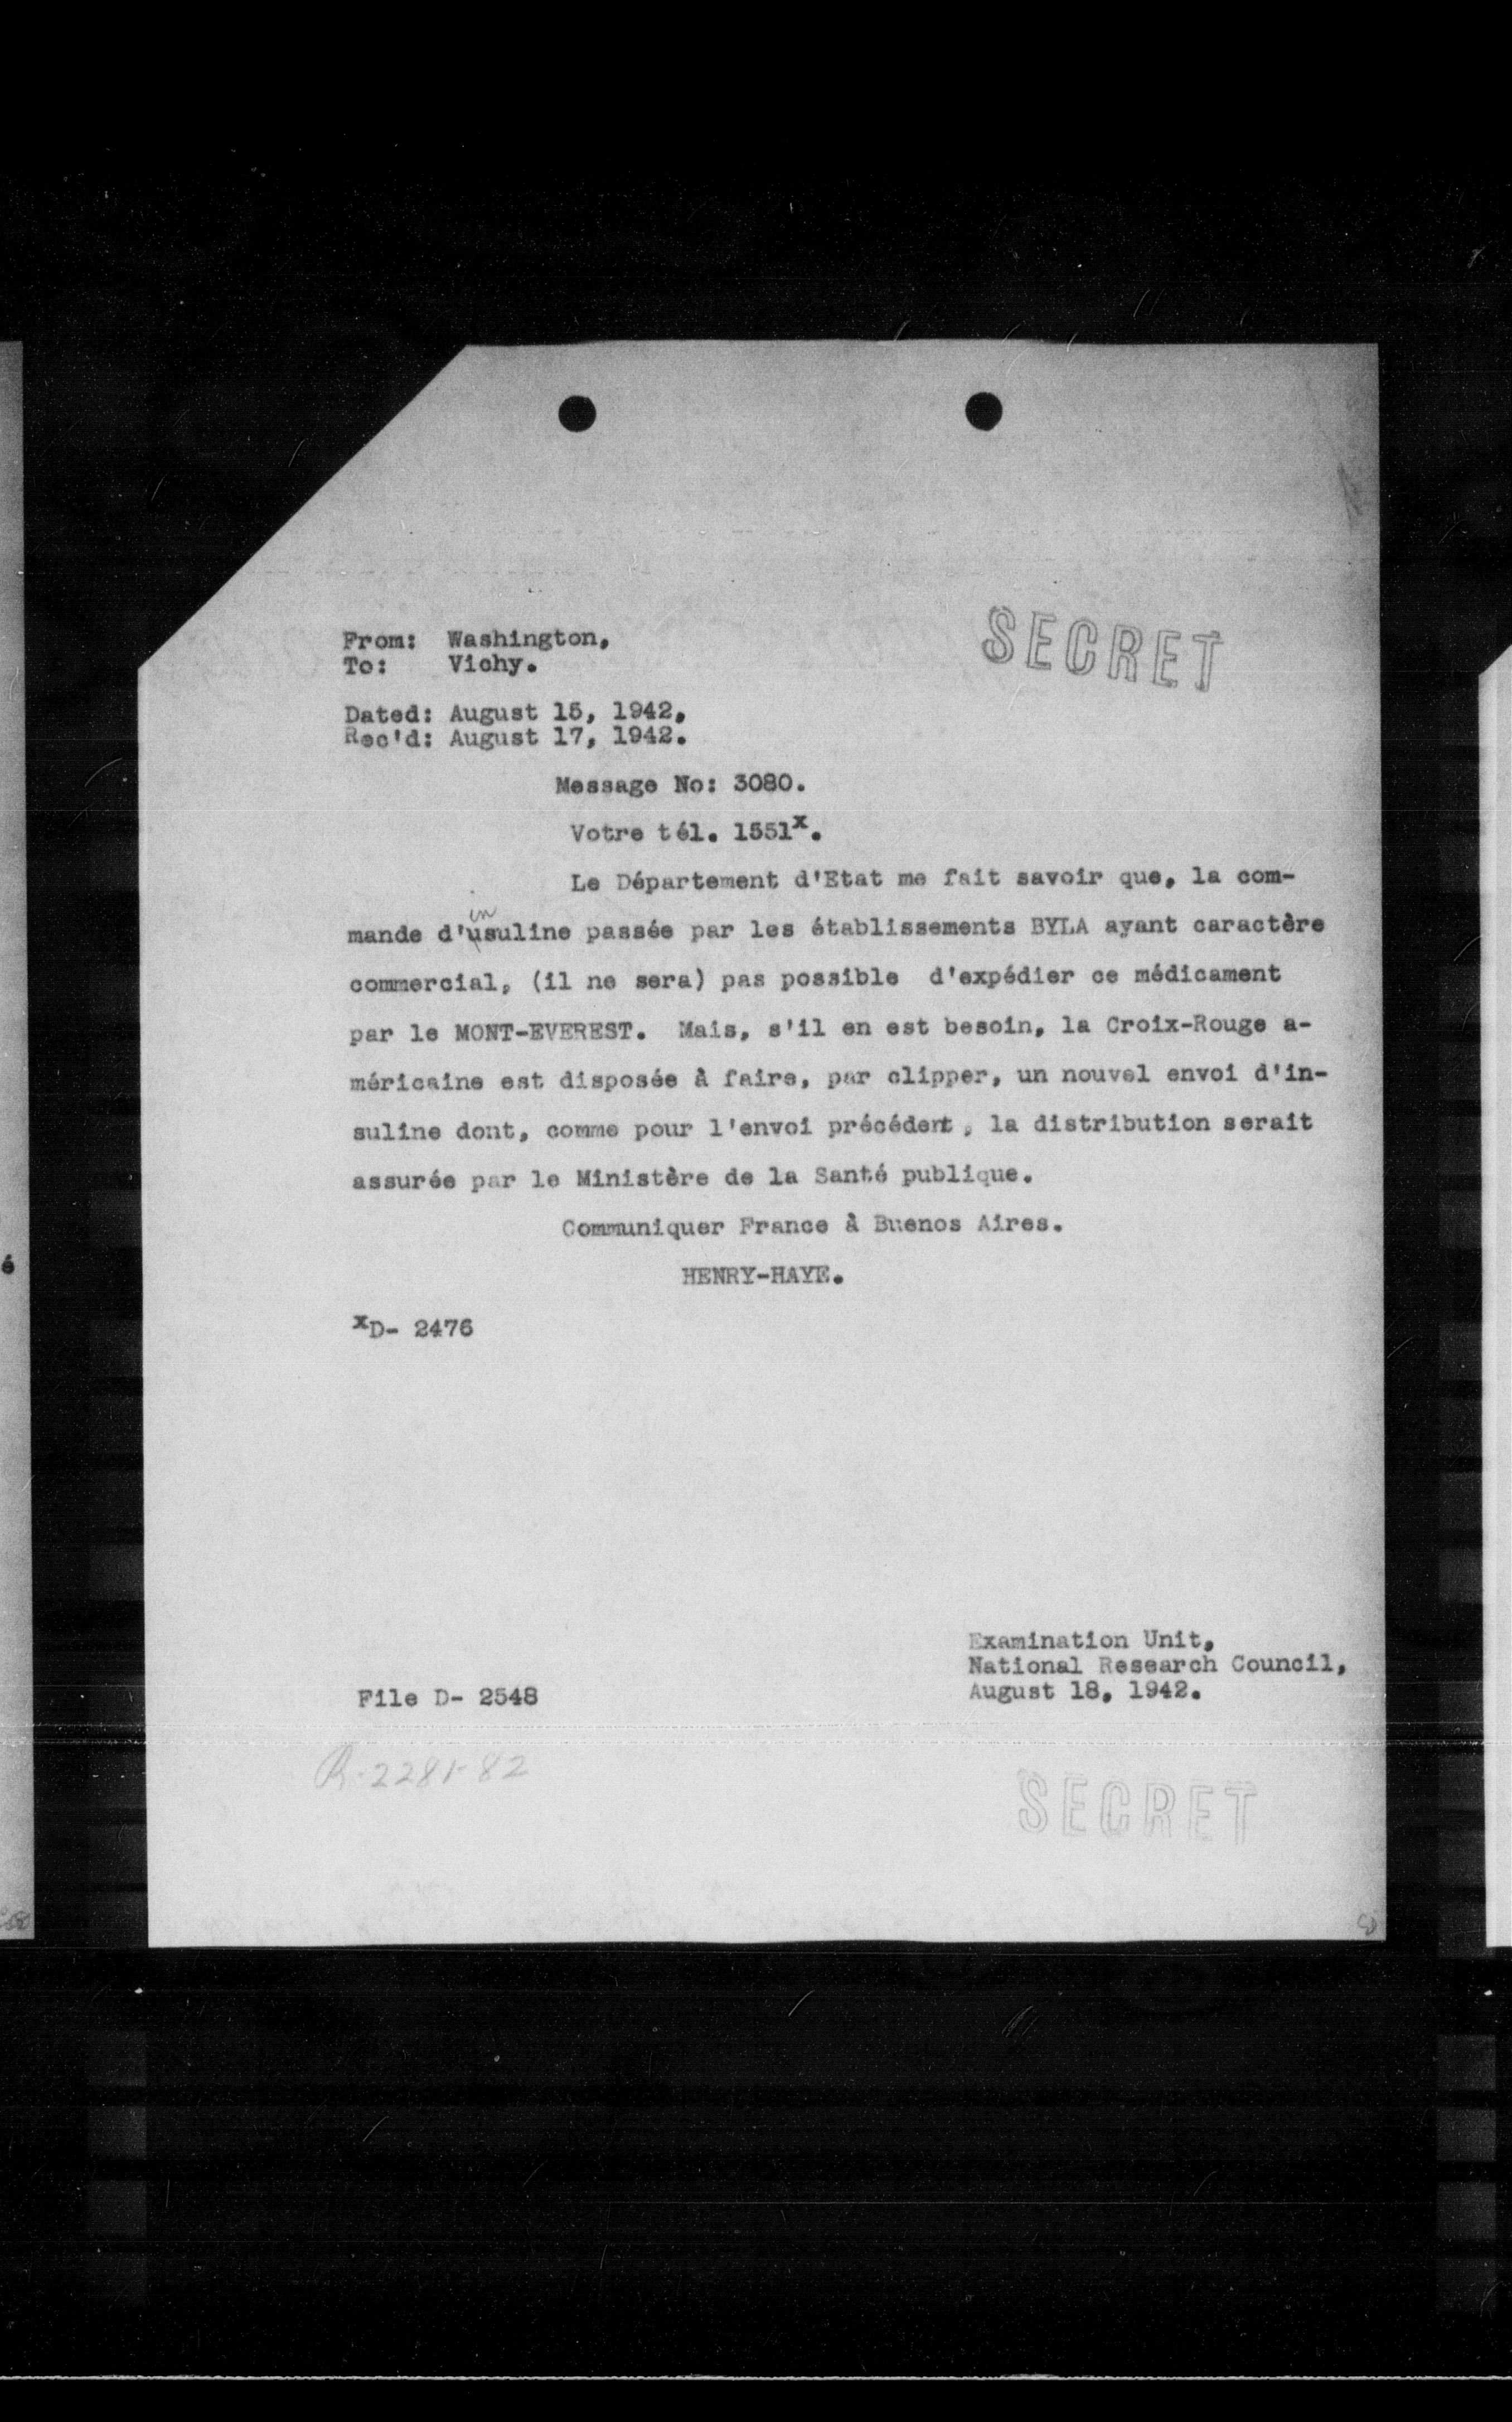 SECRET
From: Washington,
To: Vichy.
Dated: August 15, 1942,
Rec'd: August 17, 1942.
Message No: 3080.
Votre tél. 1551x.
Le Département d'Etat me fait savoir que, la com-
in
mande d'usuline passée par les établissements BYLA ayant caractère
commercial, (il ne sera) pas possible d'expédier ce médicament
par le MONT-EVEREST. Mais, s'il en est besoin, la Croix-Rouge a-
méricaine est disposée à faire, par clipper, un nouvel envoi d'in-
suline dont, comme pour l'envoi précédent, la distribution serait
assurée par le Ministère de la Santé publique.
Communiquer France à Buenos Aires.
HENRY-HAYE.
é
xD- 2476
Examination Unit,
National Research Council,
August 18, 1942.
File D- 2548
R-2281-82
SECRET